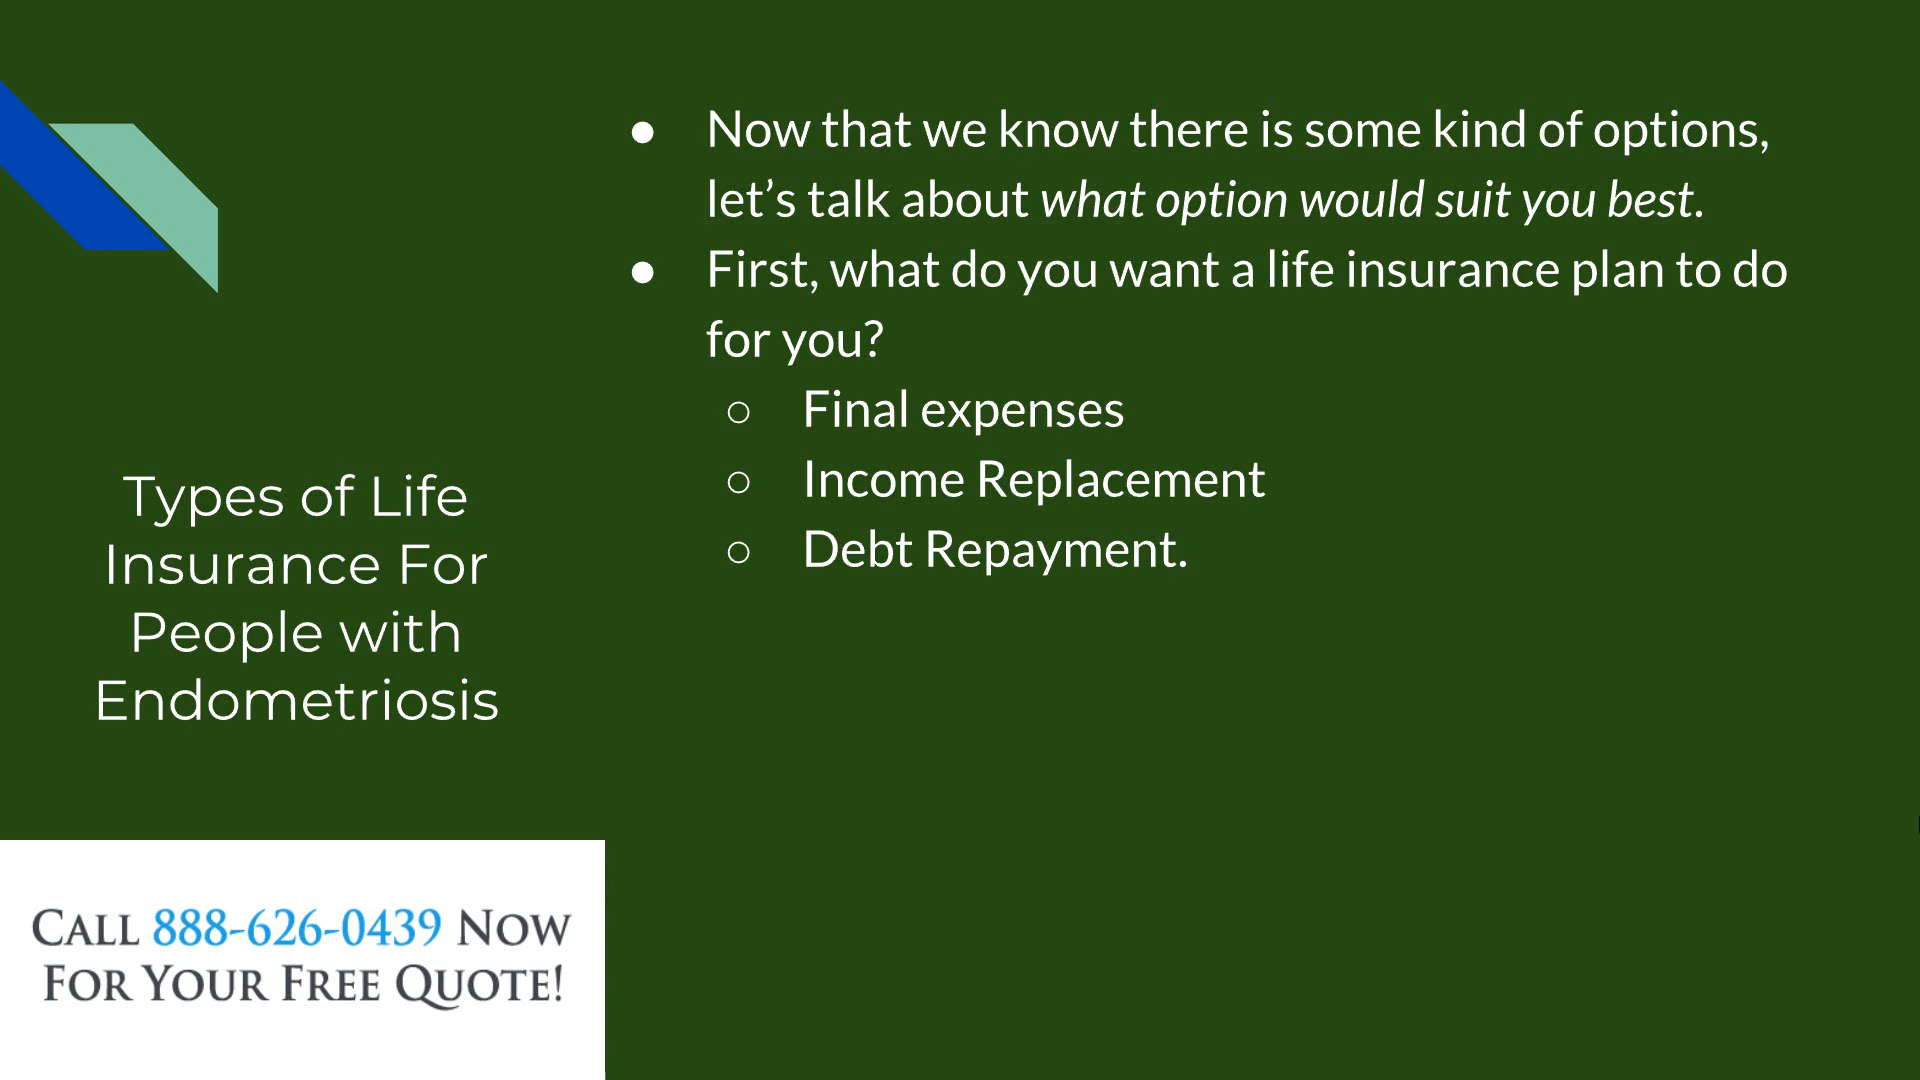 Types of Life
Insurance For
People with
Endometriosis
● Now that we know there is some kind of options,
let’s talk about what option would suit you best.
● First, what do you want a life insurance plan to do
for you?
○ Final expenses
○ Income Replacement
○ Debt Repayment.
CALL 888-626-0439 NOW
FOR YOUR FREE QUOTE!